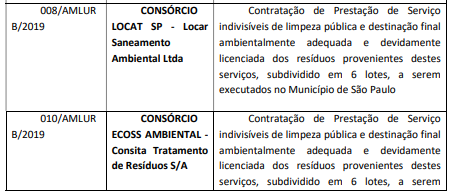 008/AMLUR
B/2019
CONSÓRCIO
LOCAT SP - Locar
Saneamento
Ambiental Ltda
Contratação de Prestação de Serviço
indivisíveis de limpeza pública e destinação final
ambientalmente adequada e devidamente
licenciada dos resíduos provenientes destes
serviços, subdividido em 6 lotes, a serem
executados no Município de São Paulo
010/AMLUR
B/2019
CONSÓRCIO
ECOSS AMBIENTAL -
Consita Tratamento
de Resíduos S/A
Contratação de Prestação de Serviço
indivisíveis de limpeza pública e destinação final
ambientalmente adequada e devidamente
licenciada dos resíduos provenientes destes
serviços, subdividido em 6 lotes, a serem